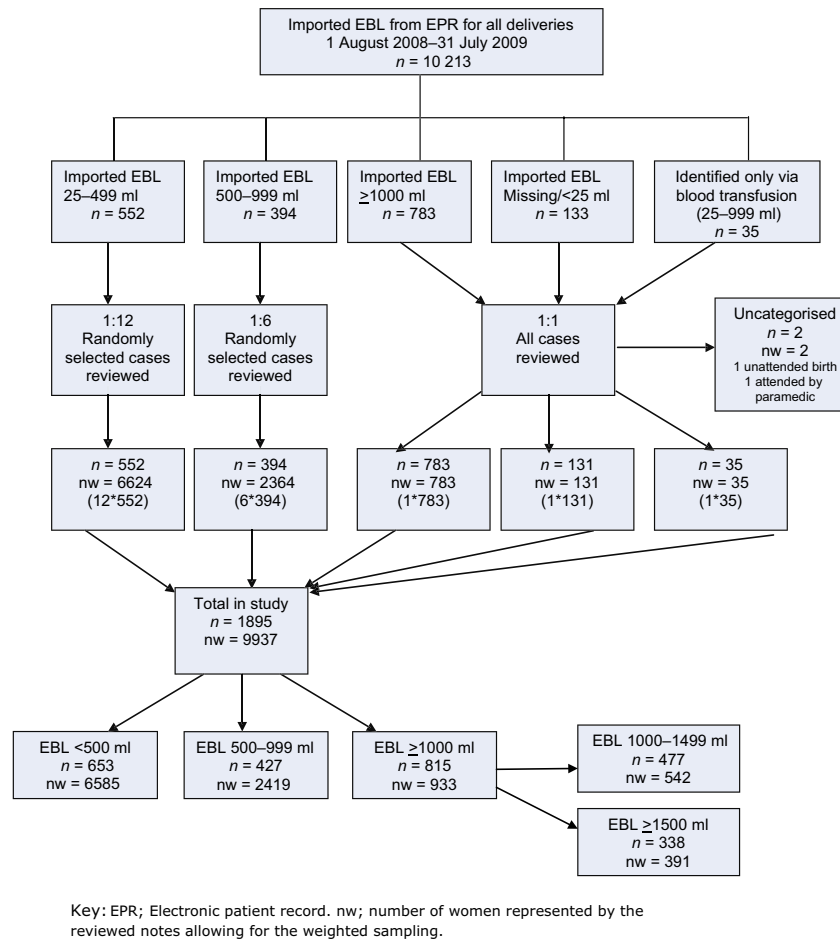 Imported EBL from EPR for all deliveries
1 August 2008–31 July 2009
n = 10 213
Imported EBL
25–499 ml
n = 552
Imported EBL
500–999 ml
n = 394
Imported EBL
≥1000 ml
n = 783
Imported EBL
Missing/<25 ml
n = 133
Identified only via
blood transfusion
(25–999 ml)
n = 35
1:12
Randomly
selected cases
reviewed
1:6
Randomly
selected cases
reviewed
1:1
All cases
reviewed
Uncategorised
n = 2
nw = 2
1 unattended birth
1 attended by
paramedic
n = 552
nw = 6624
(12*552)
n = 394
nw = 2364
(6*394)
n = 783
nw = 783
(1*783)
n = 131
nw = 131
(1*131)
n = 35
nw = 35
(1*35)
Total in study
n = 1895
nw = 9937
EBL <500 ml
n = 653
nw = 6585
EBL 500–999 ml
n = 427
nw = 2419
EBL ≥1000 ml
n = 815
nw = 933
EBL 1000–1499 ml
n = 477
nw = 542
EBL ≥1500 ml
n = 338
nw = 391
Key: EPR; Electronic patient record. nw; number of women represented by the
reviewed notes allowing for the weighted sampling.